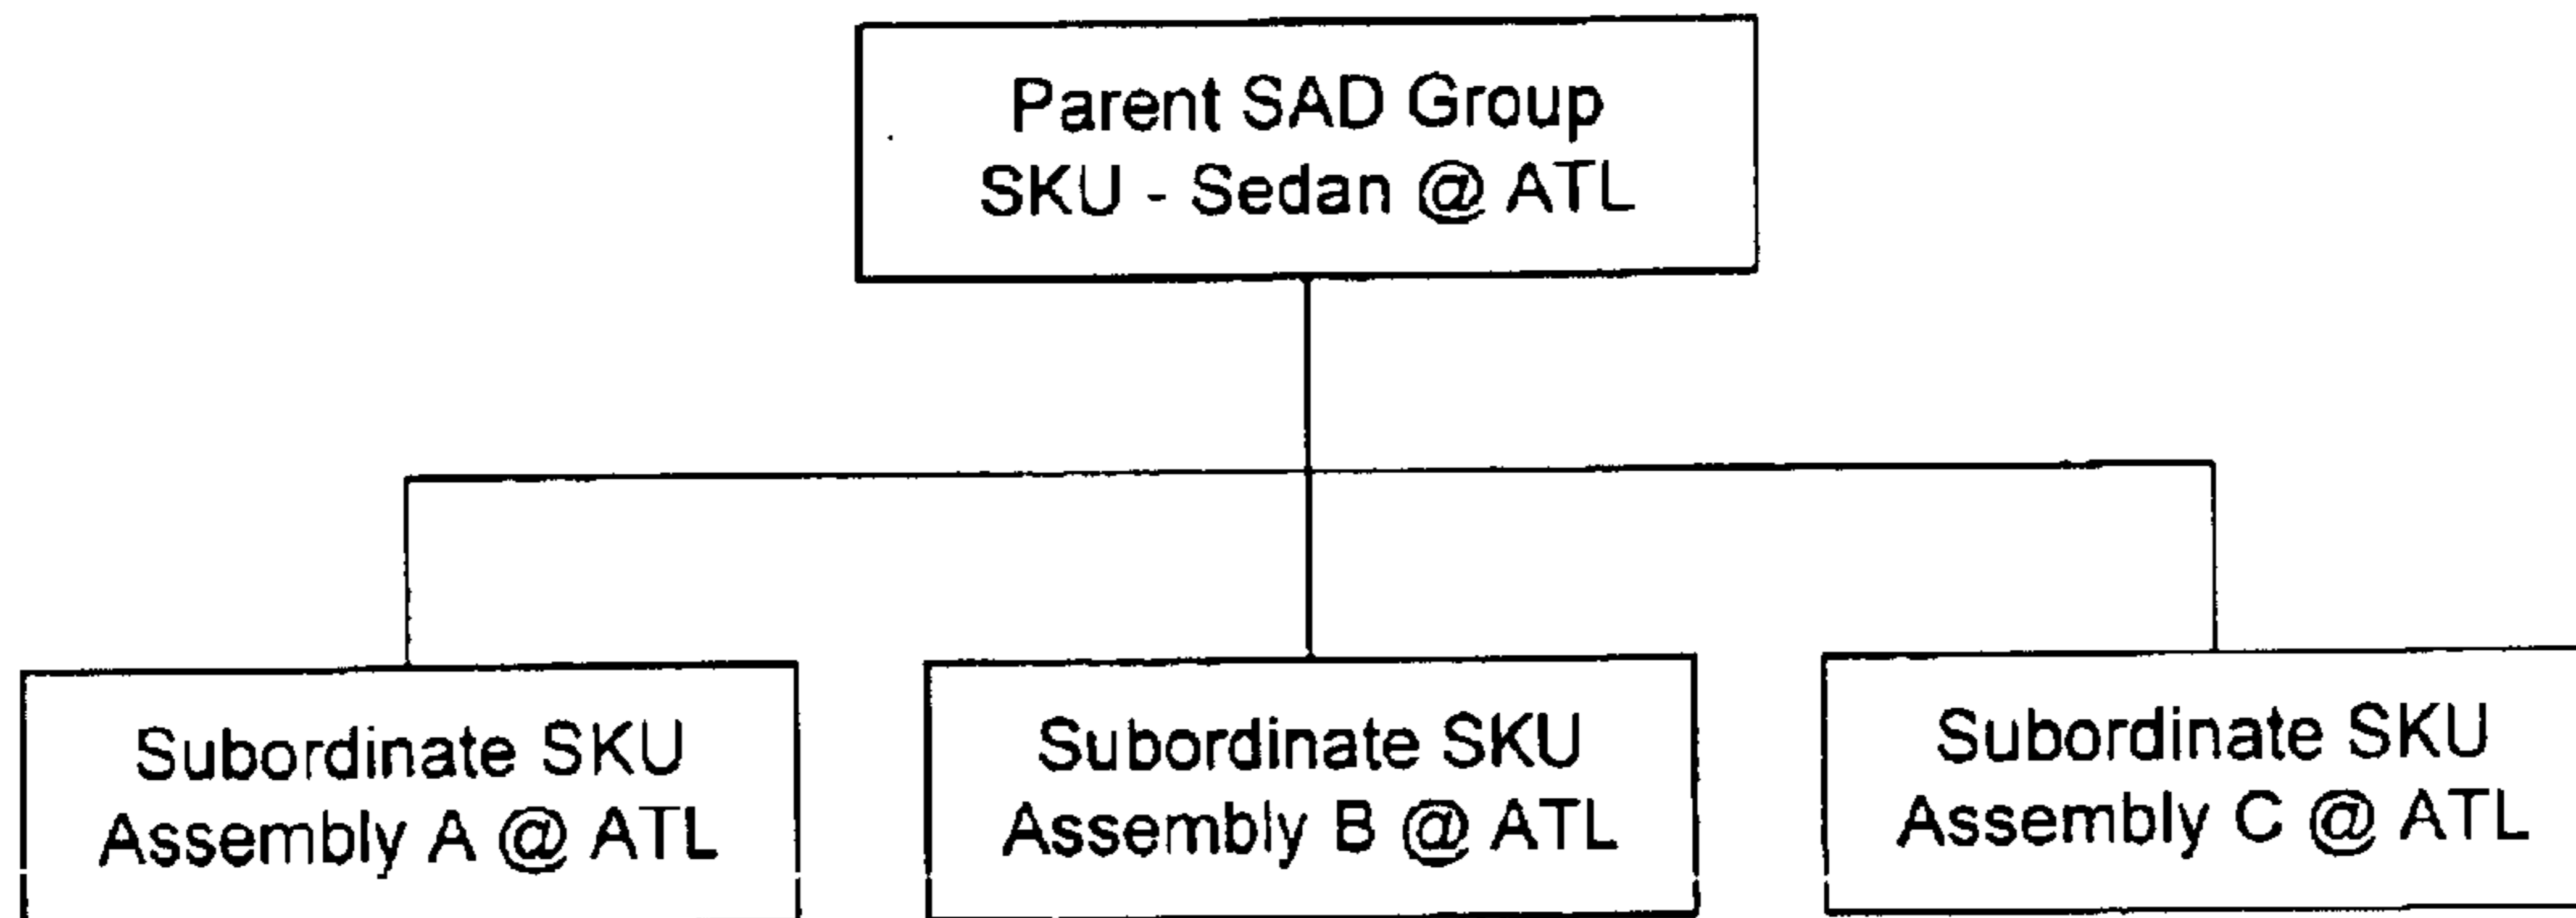 Parent SAD Group
SKU - Sedan @ ATL
Subordinate SKU
Assembly A @ ATL
Subordinate SKU
Assembly B @ ATL
Subordinate SKU
Assembly C @ ATL